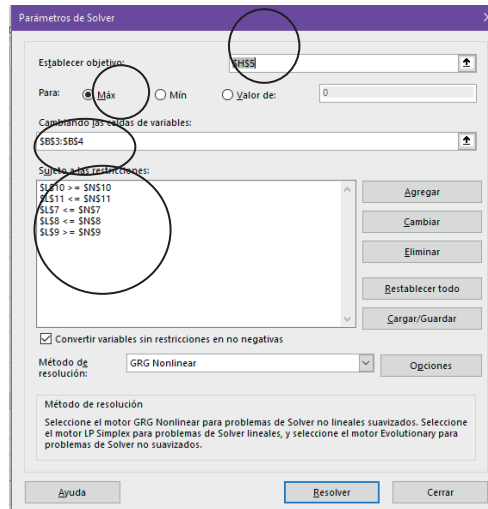 Parámetros de Solver
Establecer objetivo: $H$5
Para: Máx Mín Valor de: 0
Cambiando las celdas de variables:
$B$3:$B$4
Sujeto a las restricciones:
$L$10 >= $N$10
$L$11 <= $N$11
$L$7 <= $N$7
$L$8 <= $N$8
$L$9 >= $N$9
Agregar
Cambiar
Eliminar
Restablecer todo
Cargar/Guardar
Convertir variables sin restricciones en no negativas
Método de resolución: GRG Nonlinear Opciones
Método de resolución
Seleccione el motor GRG Nonlinear para problemas de Solver no lineales suavizados. Seleccione
el motor LP Simplex para problemas de Solver lineales, y seleccione el motor Evolutionary para
problemas de Solver no suavizados.
Ayuda Resolver Cerrar